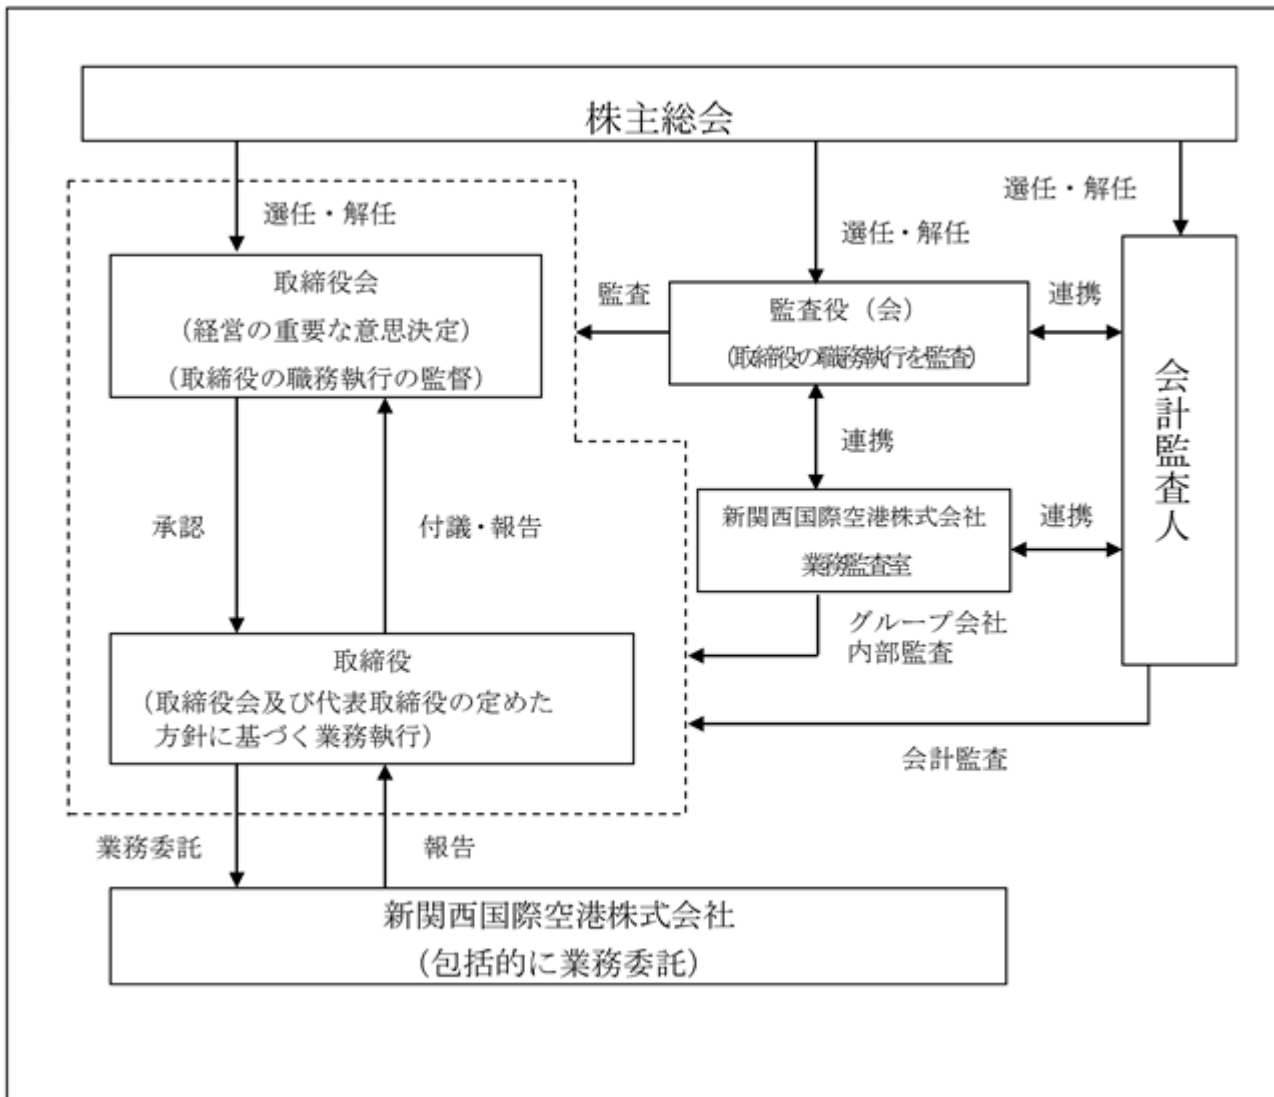 株主総会
選任・解任
選任・解任
選任・解任
取締役会
（経営の重要な意思決定）
（取締役の職務執行の監督）
監査
監査役（会）
（取締役の職務執行を監査）
連携
会計監査人
連携
新関西国際空港株式会社
業務監査室
連携
承認
付議・報告
グループ会社
内部監査
取締役
（取締役会及び代表取締役の定めた
方針に基づく業務執行）
会計監査
業務委託
報告
新関西国際空港株式会社
（包括的に業務委託）